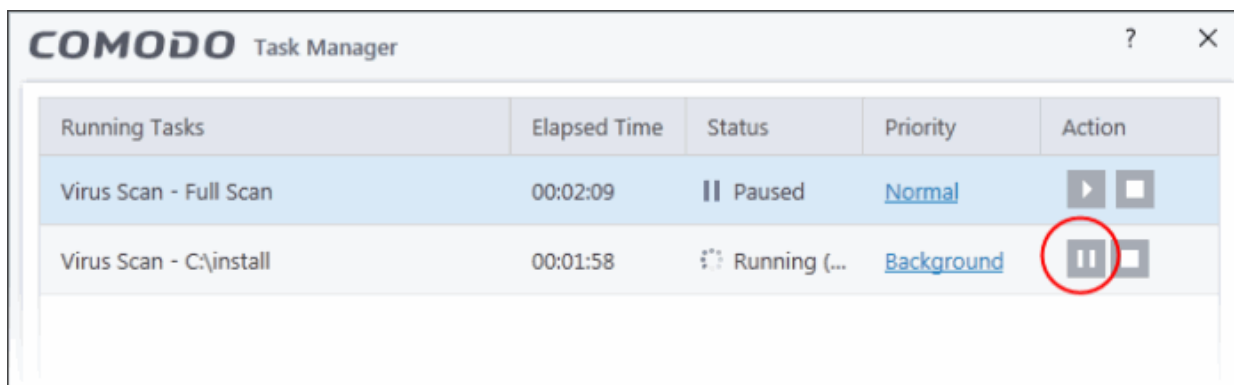 COMODO Task Manager ? ×
Running Tasks Elapsed Time Status Priority Action
Virus Scan - Full Scan 00:02:09 Paused Normal
Virus Scan - C:\install 00:01:58 Running (... Background